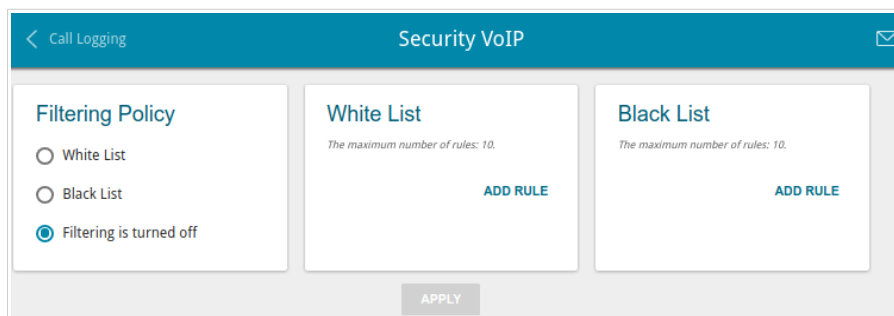 Call Logging
Security VoIP
Filtering Policy
White List
Black List
Filtering is turned off
White List
The maximum number of rules: 10.
ADD RULE
Black List
The maximum number of rules: 10.
ADD RULE
APPLY